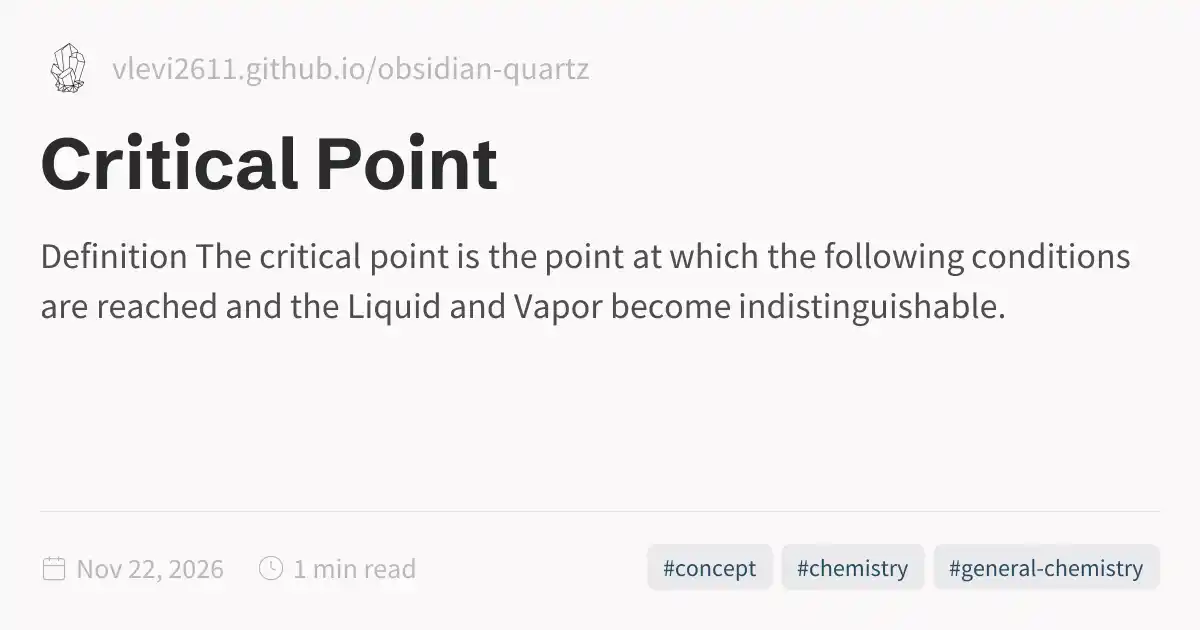 vlevi2611.github.io/obsidian-quartz
Critical Point
Definition The critical point is the point at which the following conditions
are reached and the Liquid and Vapor become indistinguishable.
Nov 22, 2026 1 min read #concept #chemistry #general-chemistry